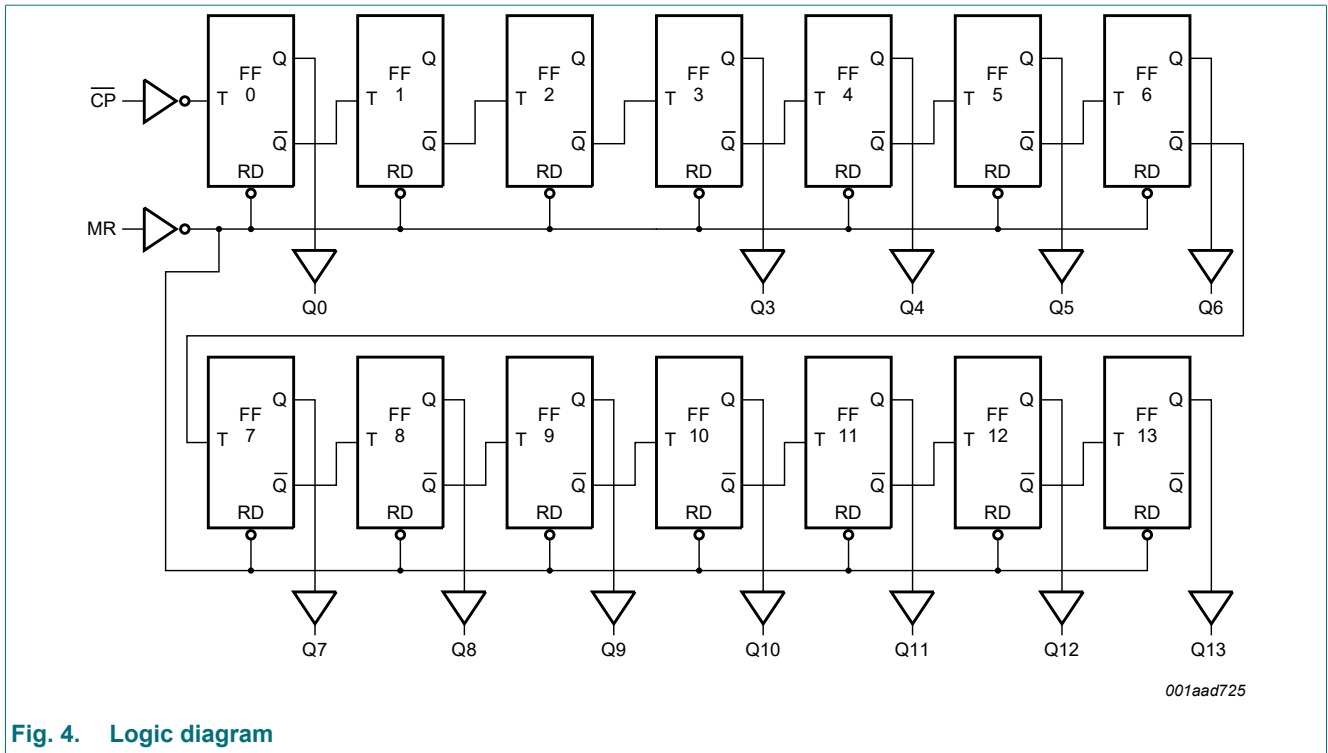 Q Q Q Q Q Q Q
FF FF FF FF FF FF FF
C̅P̅ T 0 T 1 T 2 T 3 T 4 T 5 T 6
Q̅ Q̅ Q̅ Q̅ Q̅ Q̅ Q̅
RD RD RD RD RD RD RD
MR
Q0 Q3 Q4 Q5 Q6
Q Q Q Q Q Q Q
FF FF FF FF FF FF FF
T 7 T 8 T 9 T 10 T 11 T 12 T 13
Q̅ Q̅ Q̅ Q̅ Q̅ Q̅ Q̅
RD RD RD RD RD RD RD
Q7 Q8 Q9 Q10 Q11 Q12 Q13
001aad725
Fig. 4. Logic diagram